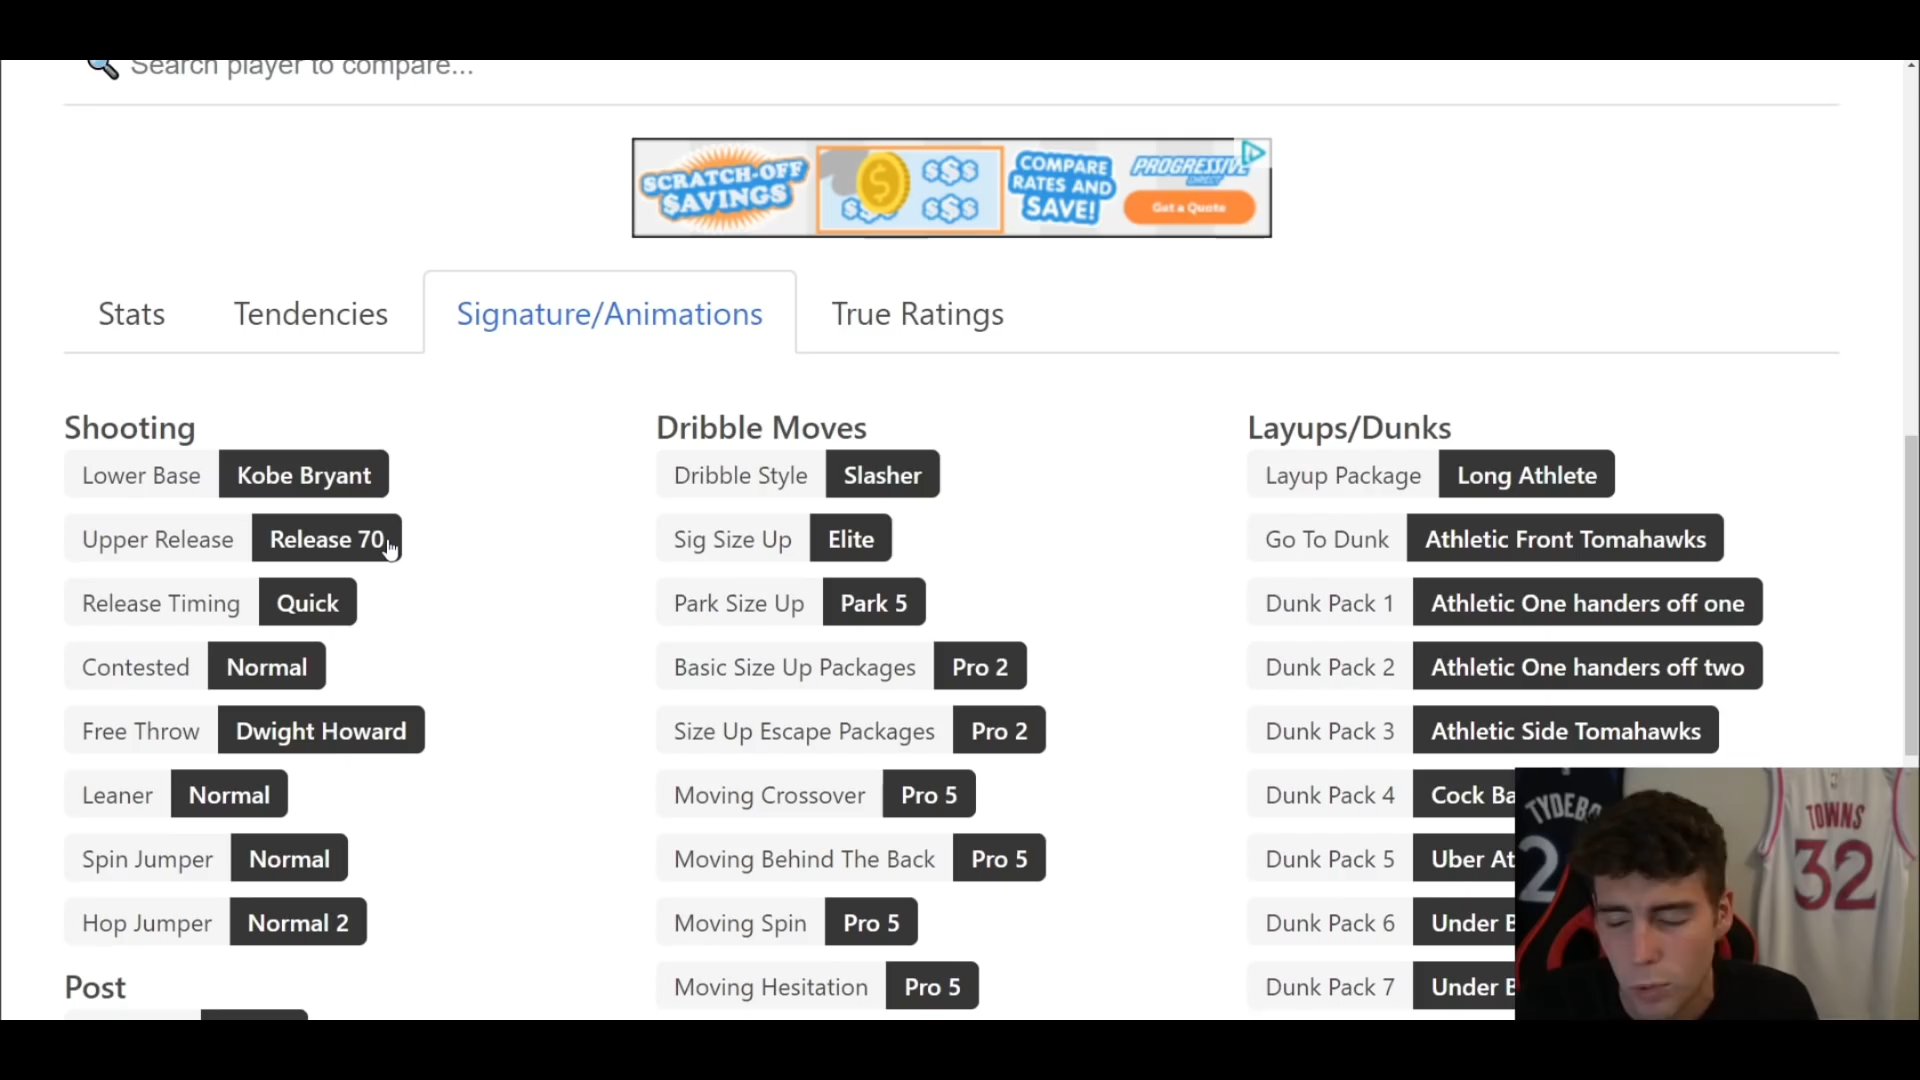 Search player to compare...
SCRATCH-OFF
$AVINGS
$
$$$
$$$
COMPARE
RATES AND
SAVE!
PROGRESSIVE
DIRECT
Get a Quote
Stats
Tendencies
Signature/Animations
True Ratings
Shooting
Lower Base Kobe Bryant
Upper Release Release 70
Release Timing Quick
Contested Normal
Free Throw Dwight Howard
Leaner Normal
Spin Jumper Normal
Hop Jumper Normal 2
Post
Dribble Moves
Dribble Style Slasher
Sig Size Up Elite
Park Size Up Park 5
Basic Size Up Packages Pro 2
Size Up Escape Packages Pro 2
Moving Crossover Pro 5
Moving Behind The Back Pro 5
Moving Spin Pro 5
Moving Hesitation Pro 5
Layups/Dunks
Layup Package Long Athlete
Go To Dunk Athletic Front Tomahawks
Dunk Pack 1 Athletic One handers off one
Dunk Pack 2 Athletic One handers off two
Dunk Pack 3 Athletic Side Tomahawks
Dunk Pack 4 Cock Ba
Dunk Pack 5 Uber At
Dunk Pack 6 Under B
Dunk Pack 7 Under B
TYDEBO
2
TOWNS
32